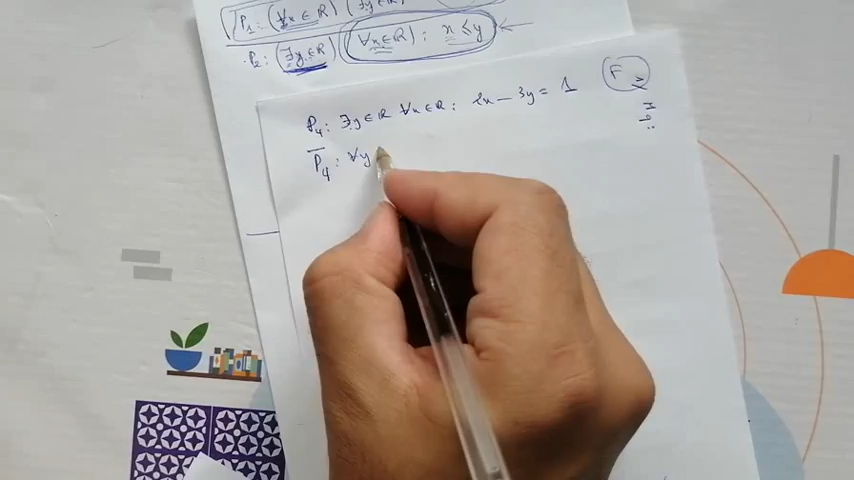 P₁: (∀x∈ℝ) (∃y∈ℝ)
P₂: (∃y∈ℝ) (∀x∈ℝ): x ≤ y ←
P₄: ∃y∈ℝ ∀x∈ℝ: 2x - 3y = 1 F
P̅₄: ∀y